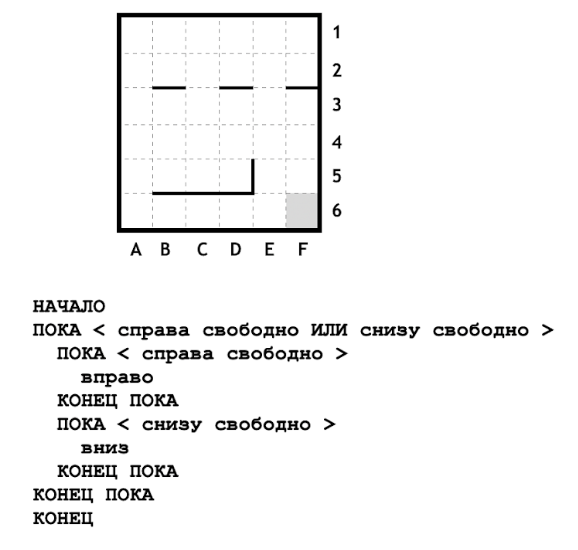 1
2
3
4
5
6
A B C D E F
НАЧАЛО
ПОКА < справа свободно ИЛИ снизу свободно >
ПОКА < справа свободно >
вправо
КОНЕЦ ПОКА
ПОКА < снизу свободно >
вниз
КОНЕЦ ПОКА
КОНЕЦ ПОКА
КОНЕЦ